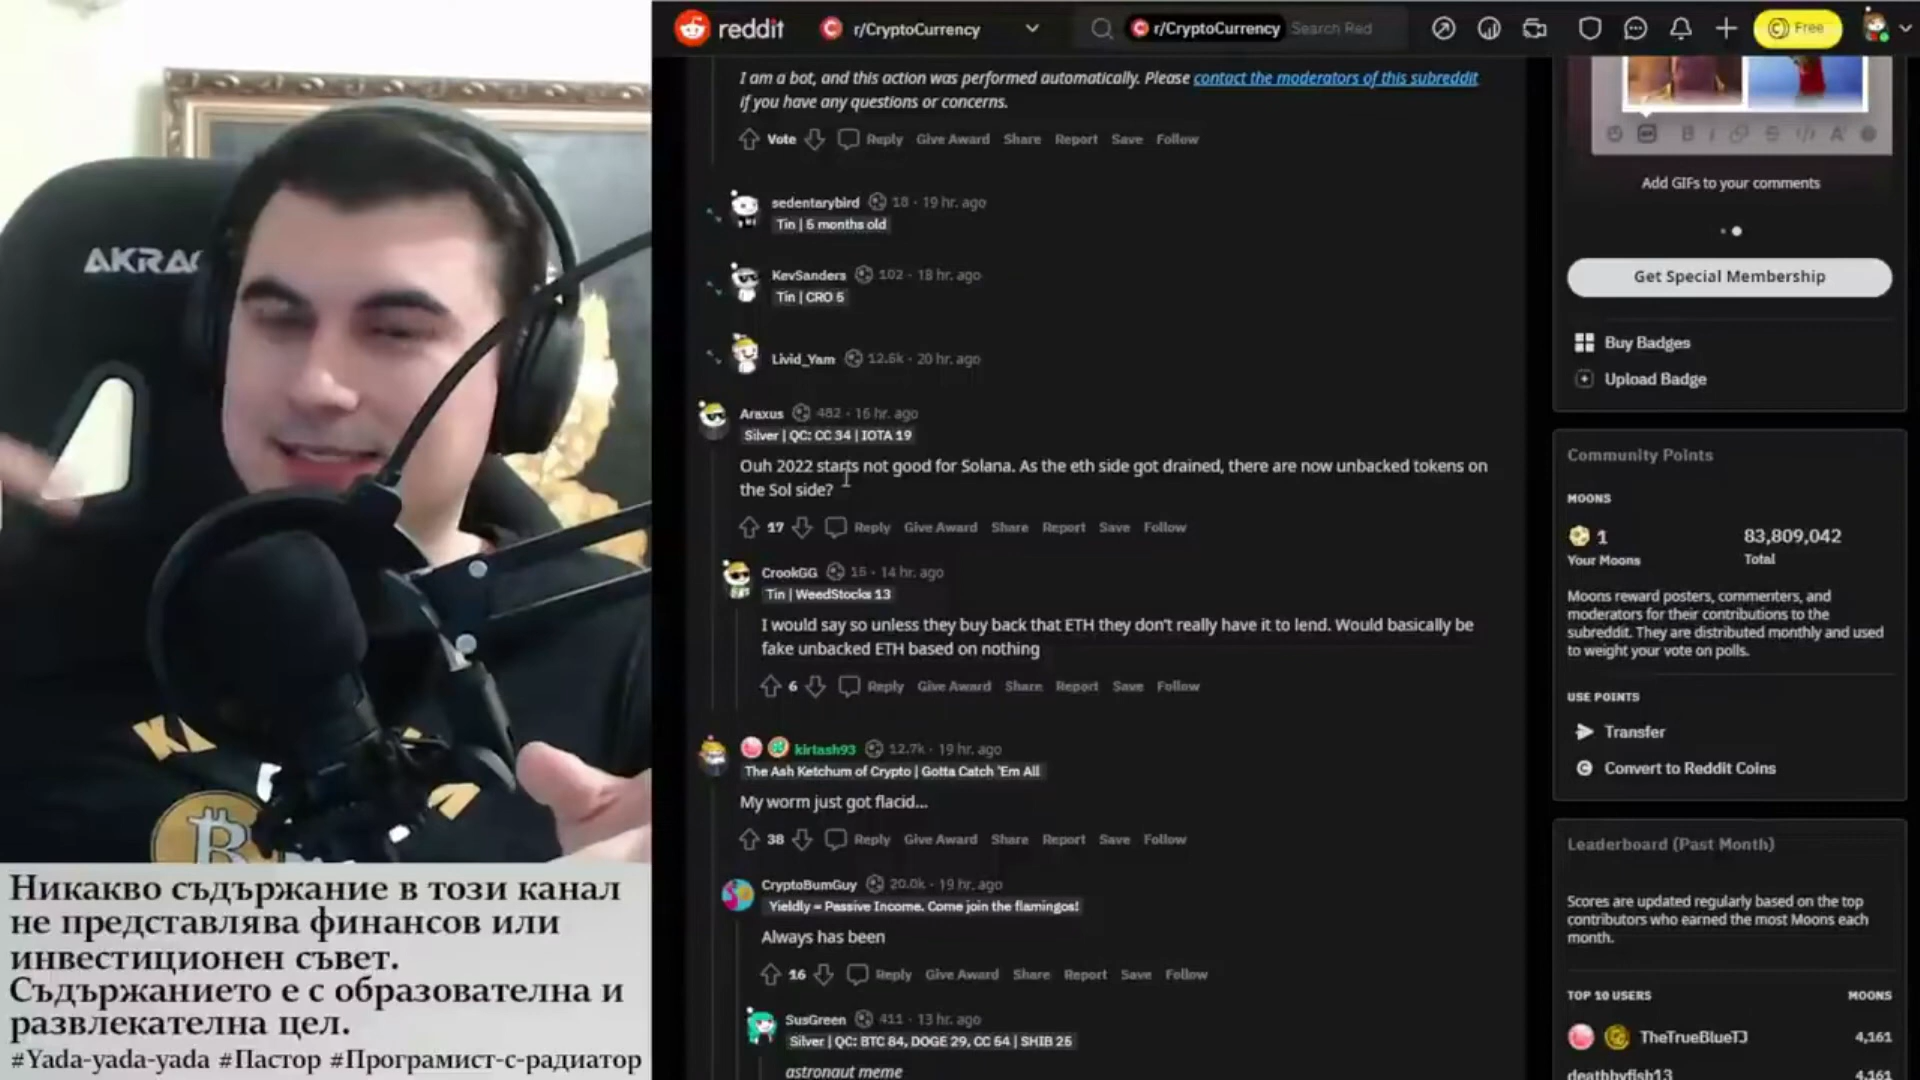 AKRAC
Никакво съдържание в този канал
не представлява финансов или
инвестиционен съвет.
Съдържанието е с образователна и
развлекателна цел.
#Yada-yada-yada #Пастор #Програмист-с-радиатор
reddit
r/CryptoCurrency
r/CryptoCurrency Search Red
Free
I am a bot, and this action was performed automatically. Please contact the moderators of this subreddit
if you have any questions or concerns.
Vote Reply Give Award Share Report Save Follow
sedentarybird 18 · 19 hr. ago
Tin | 5 months old
KevSanders 102 · 18 hr. ago
Tin | CRO 5
Livid_Yam 12.5k · 20 hr. ago
Araxus 482 · 16 hr. ago
Silver | QC: CC 34 | IOTA 19
Ouh 2022 starts not good for Solana. As the eth side got drained, there are now unbacked tokens on
the Sol side?
17 Reply Give Award Share Report Save Follow
CrookGG 15 · 14 hr. ago
Tin | WeedStocks 13
I would say so unless they buy back that ETH they don't really have it to lend. Would basically be
fake unbacked ETH based on nothing
6 Reply Give Award Share Report Save Follow
kirtash93 12.7k · 19 hr. ago
The Ash Ketchum of Crypto | Gotta Catch 'Em All
My worm just got flacid...
38 Reply Give Award Share Report Save Follow
CryptoBumGuy 20.0k · 19 hr. ago
Yieldly = Passive Income. Come join the flamingos!
Always has been
16 Reply Give Award Share Report Save Follow
SusGreen 411 · 13 hr. ago
Silver | QC: BTC 84, DOGE 29, CC 54 | SHIB 25
astronaut meme
Add GIFs to your comments
Get Special Membership
Buy Badges
Upload Badge
Community Points
MOONS
1 83,809,042
Your Moons Total
Moons reward posters, commenters, and
moderators for their contributions to the
subreddit. They are distributed monthly and used
to weight your vote on polls.
USE POINTS
Transfer
Convert to Reddit Coins
Leaderboard (Past Month)
Scores are updated regularly based on the top
contributors who earned the most Moons each
month.
TOP 10 USERS MOONS
TheTrueBlueTJ 4,161
deathbyfish13 4,161